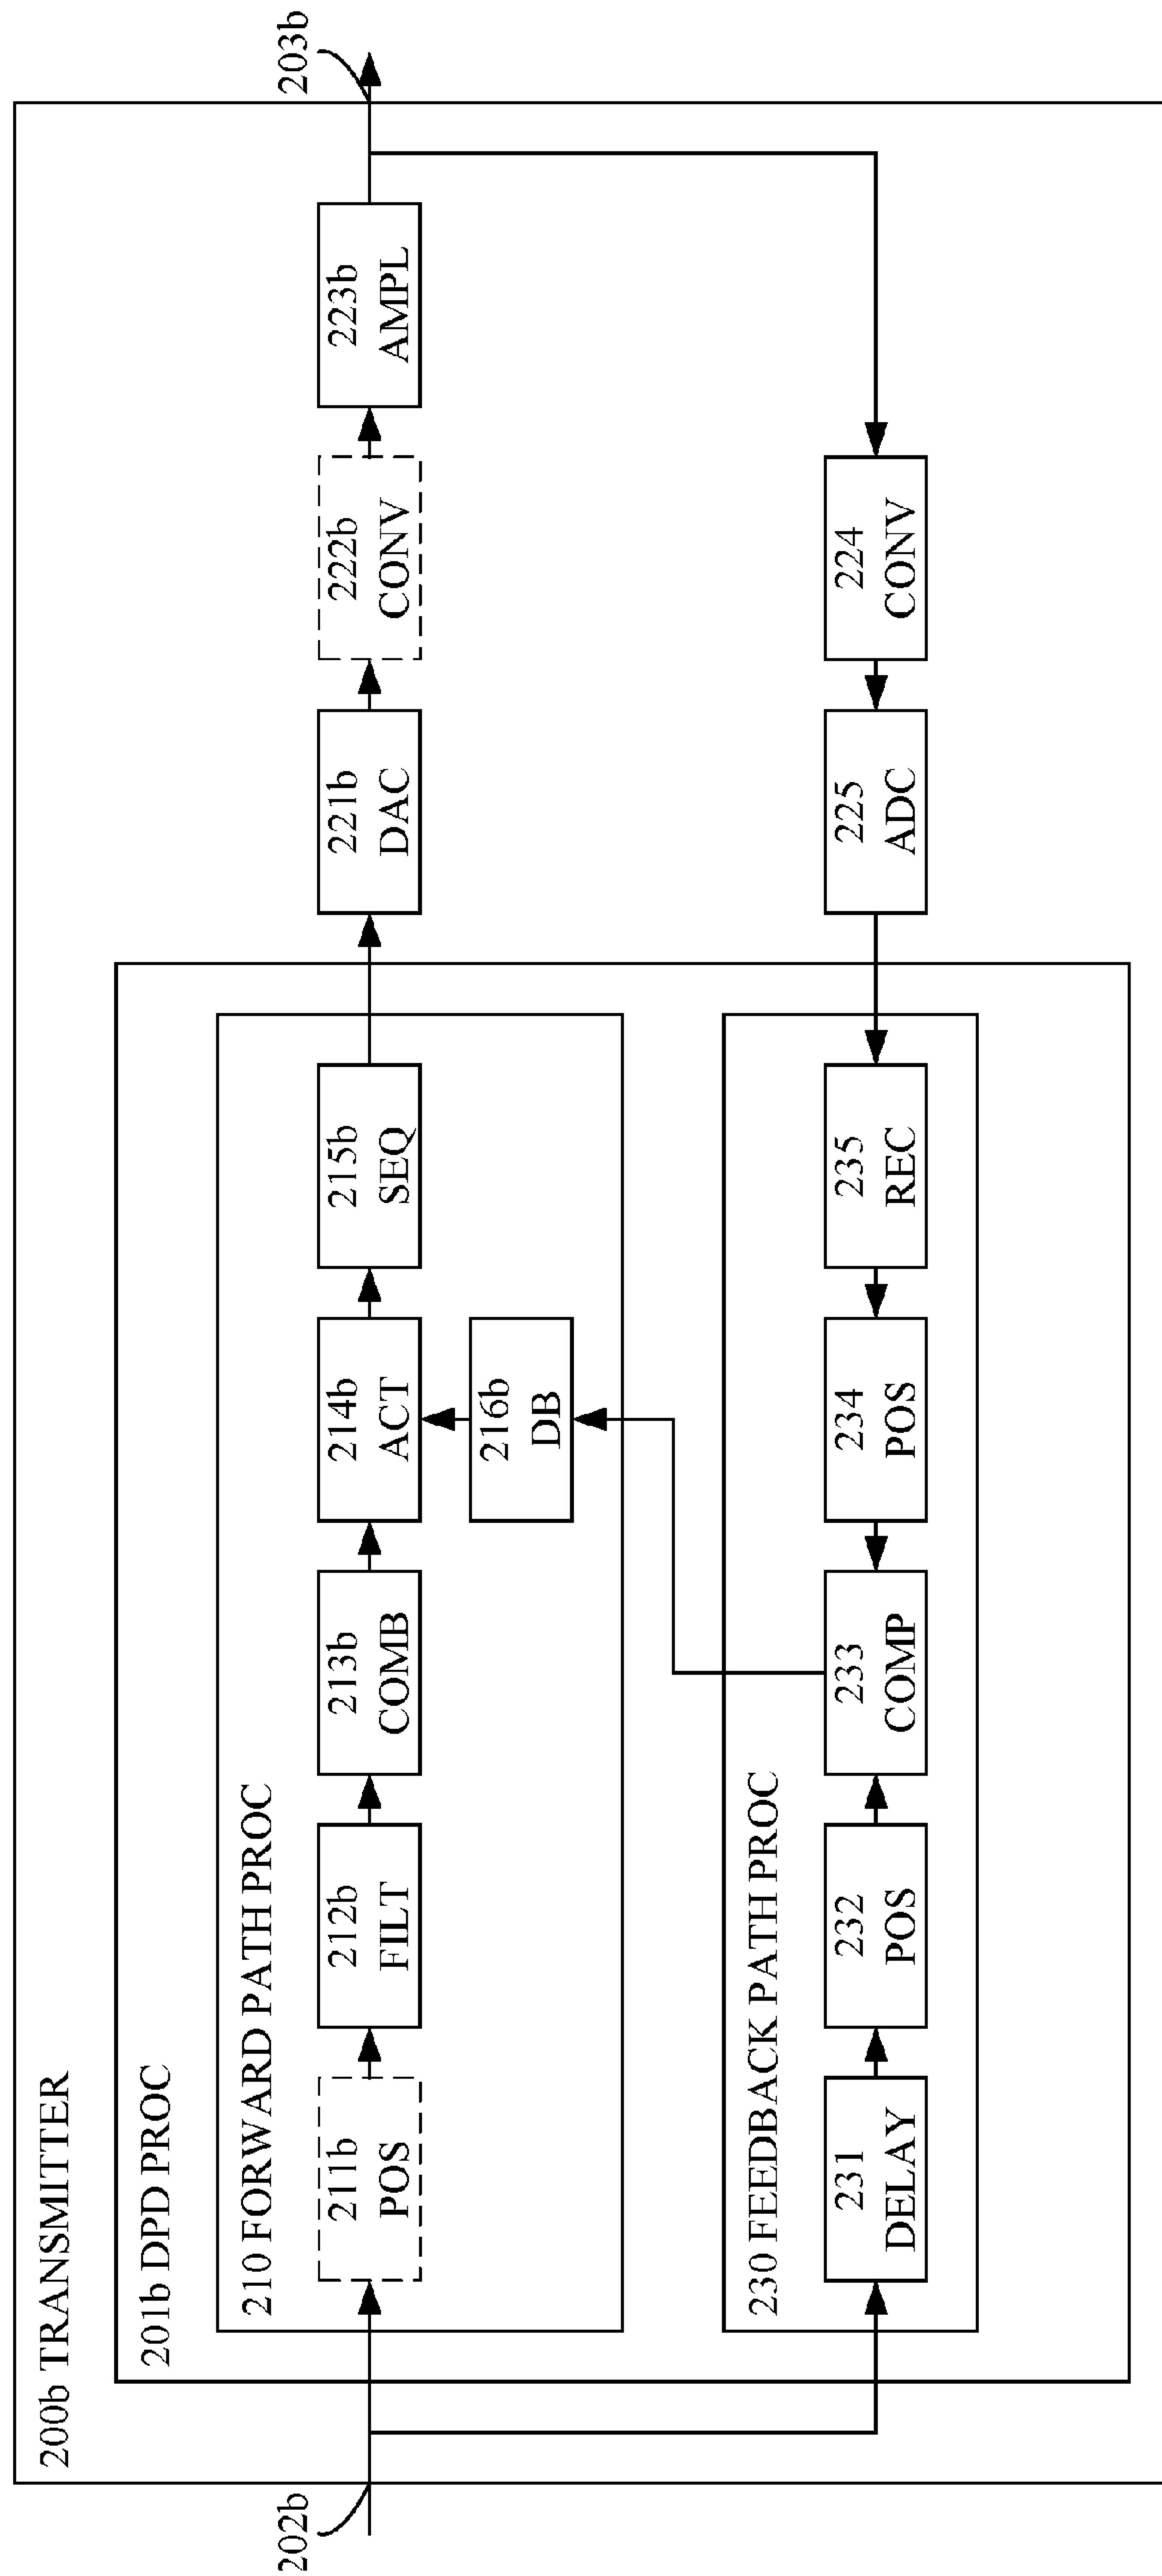 200b TRANSMITTER
201b DPD PROC
210 FORWARD PATH PROC
202b
211b
POS
212b
FILT
213b
COMB
214b
ACT
215b
SEQ
216b
DB
221b
DAC
222b
CONV
223b
AMPL
203b
230 FEEDBACK PATH PROC
231
DELAY
232
POS
233
COMP
234
POS
235
REC
225
ADC
224
CONV